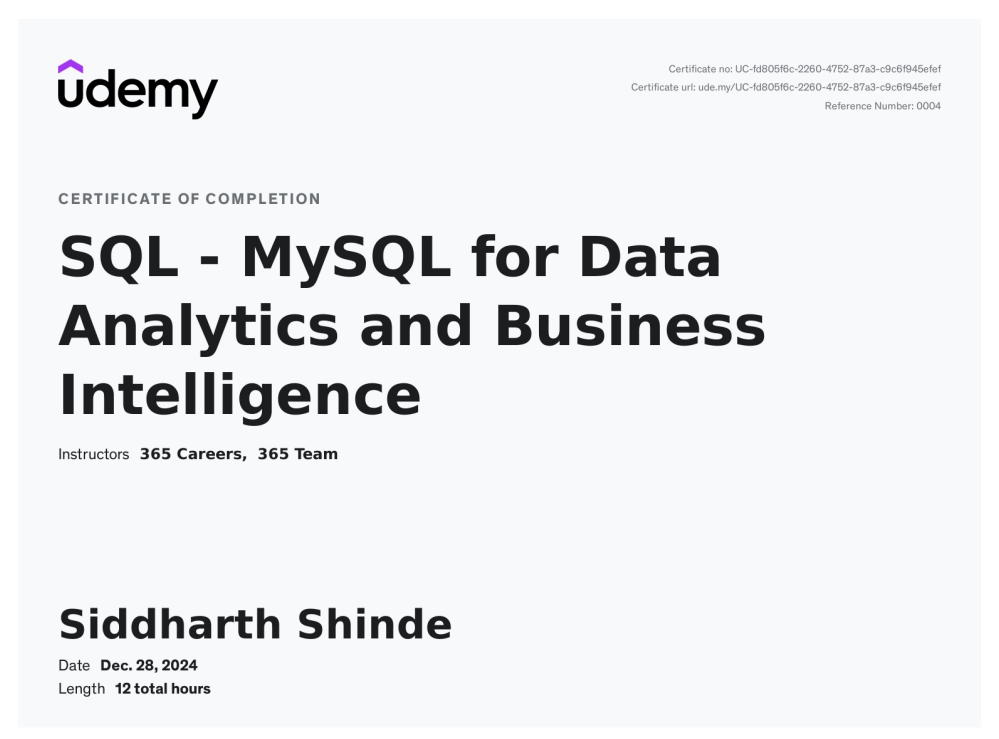 udemy
Certificate no: UC-fd805f6c-2260-4752-87a3-c9c6f945efef
Certificate url: ude.my/UC-fd805f6c-2260-4752-87a3-c9c6f945efef
Reference Number: 0004
CERTIFICATE OF COMPLETION
SQL - MySQL for Data
Analytics and Business
Intelligence
Instructors 365 Careers, 365 Team
Siddharth Shinde
Date Dec. 28, 2024
Length 12 total hours